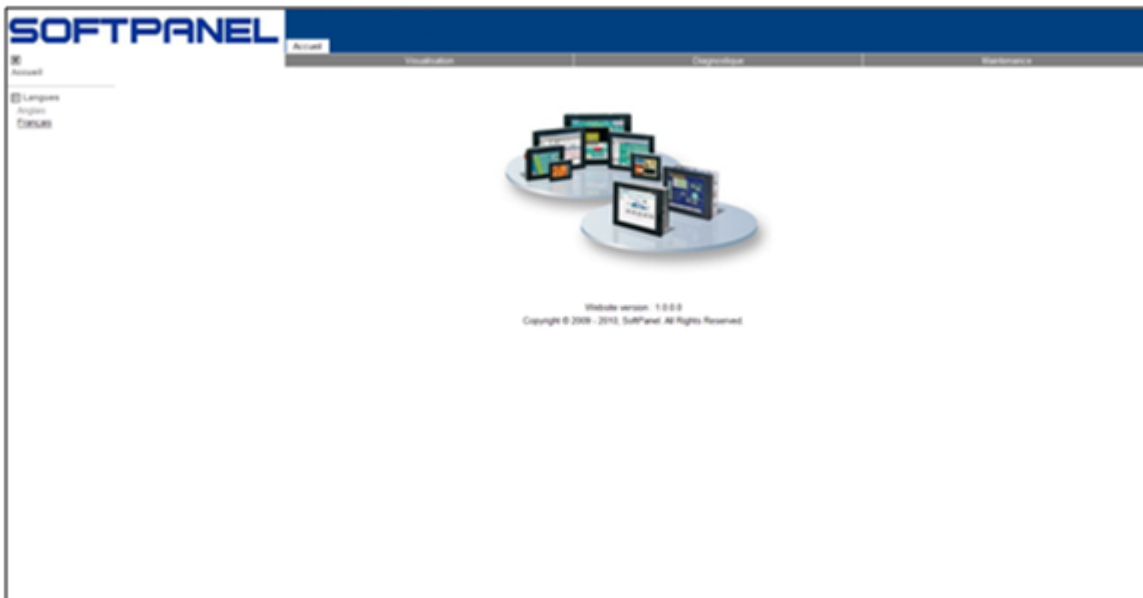 SOFTPANEL
Accueil
Visualisation Diagnostique Maintenance
Accueil
Langues
Anglais
Français
Website version : 1.0.0.0
Copyright © 2009 - 2010, SoftPanel. All Rights Reserved.